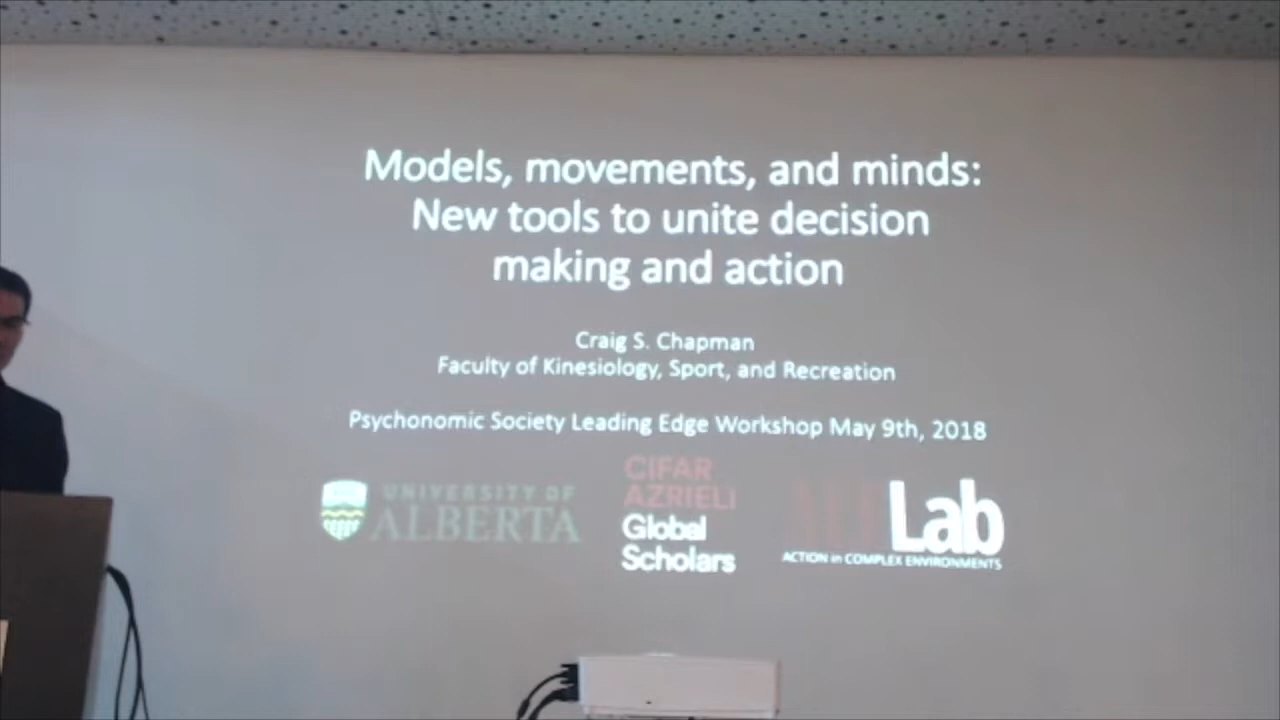 Models, movements, and minds:
New tools to unite decision
making and action
Craig S. Chapman
Faculty of Kinesiology, Sport, and Recreation
Psychonomic Society Leading Edge Workshop May 9th, 2018
UNIVERSITY OF
ALBERTA
CIFAR
AZRIELI
Global
Scholars
Lab
ACTION in COMPLEX ENVIRONMENTS